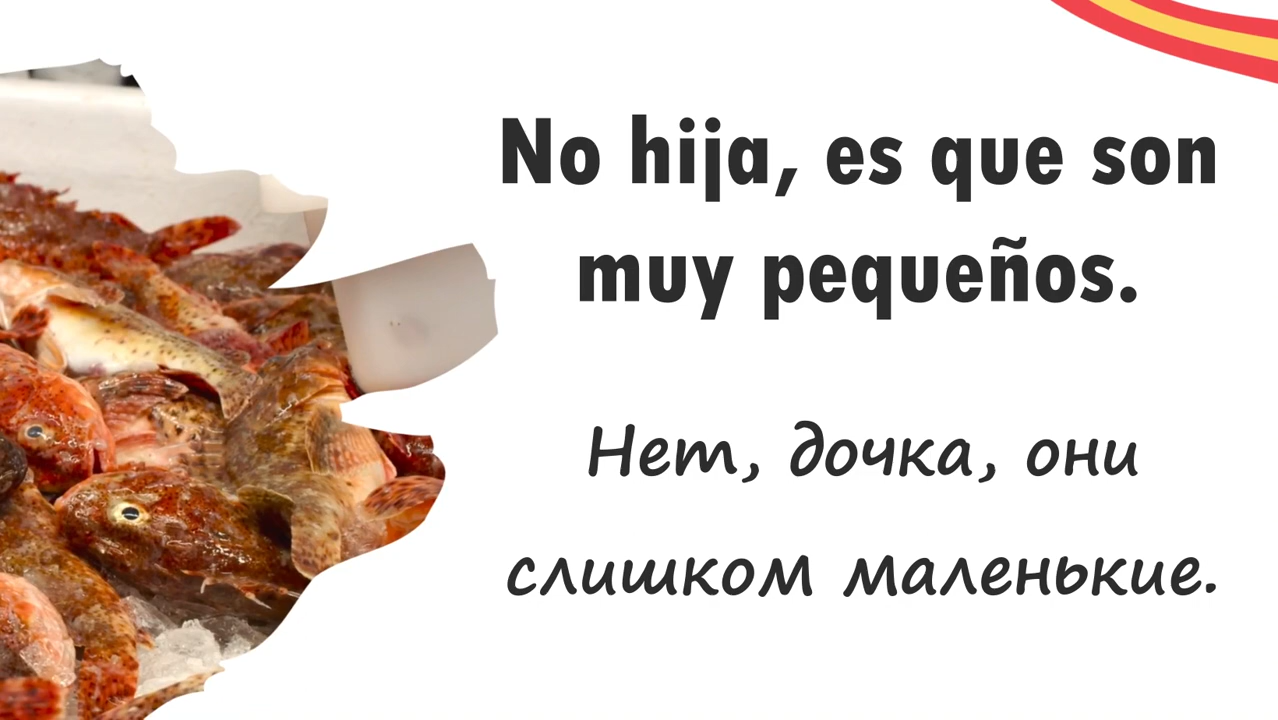 No hija, es que son
muy pequeños.
Нет, дочка, они
слишком маленькие.